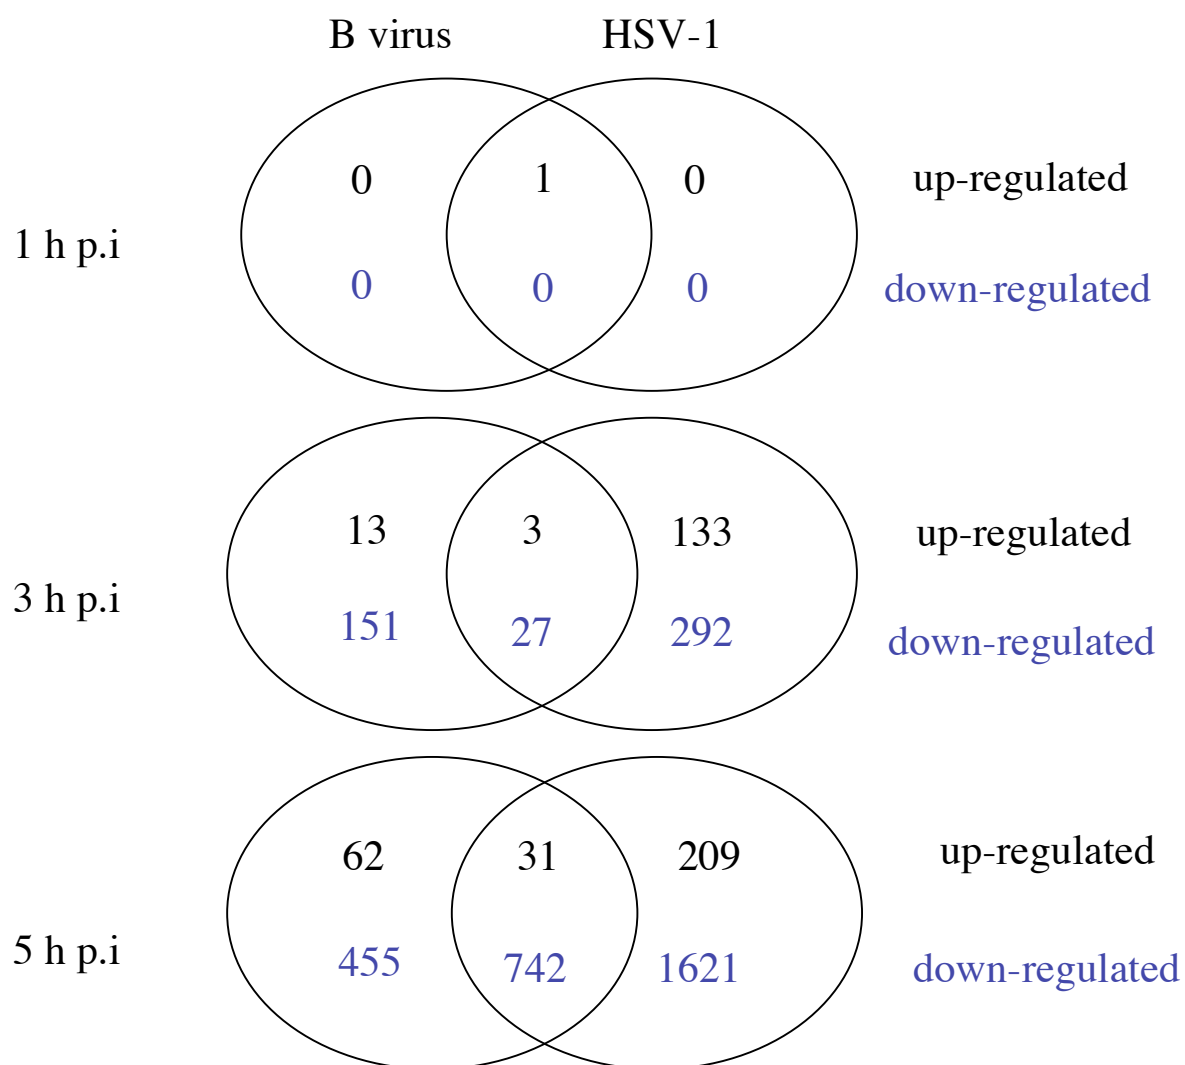 B virus HSV-1
0 1 0 up-regulated
1 h p.i
0 0 0 down-regulated
13 3 133 up-regulated
3 h p.i
151 27 292 down-regulated
62 31 209 up-regulated
5 h p.i
455 742 1621 down-regulated